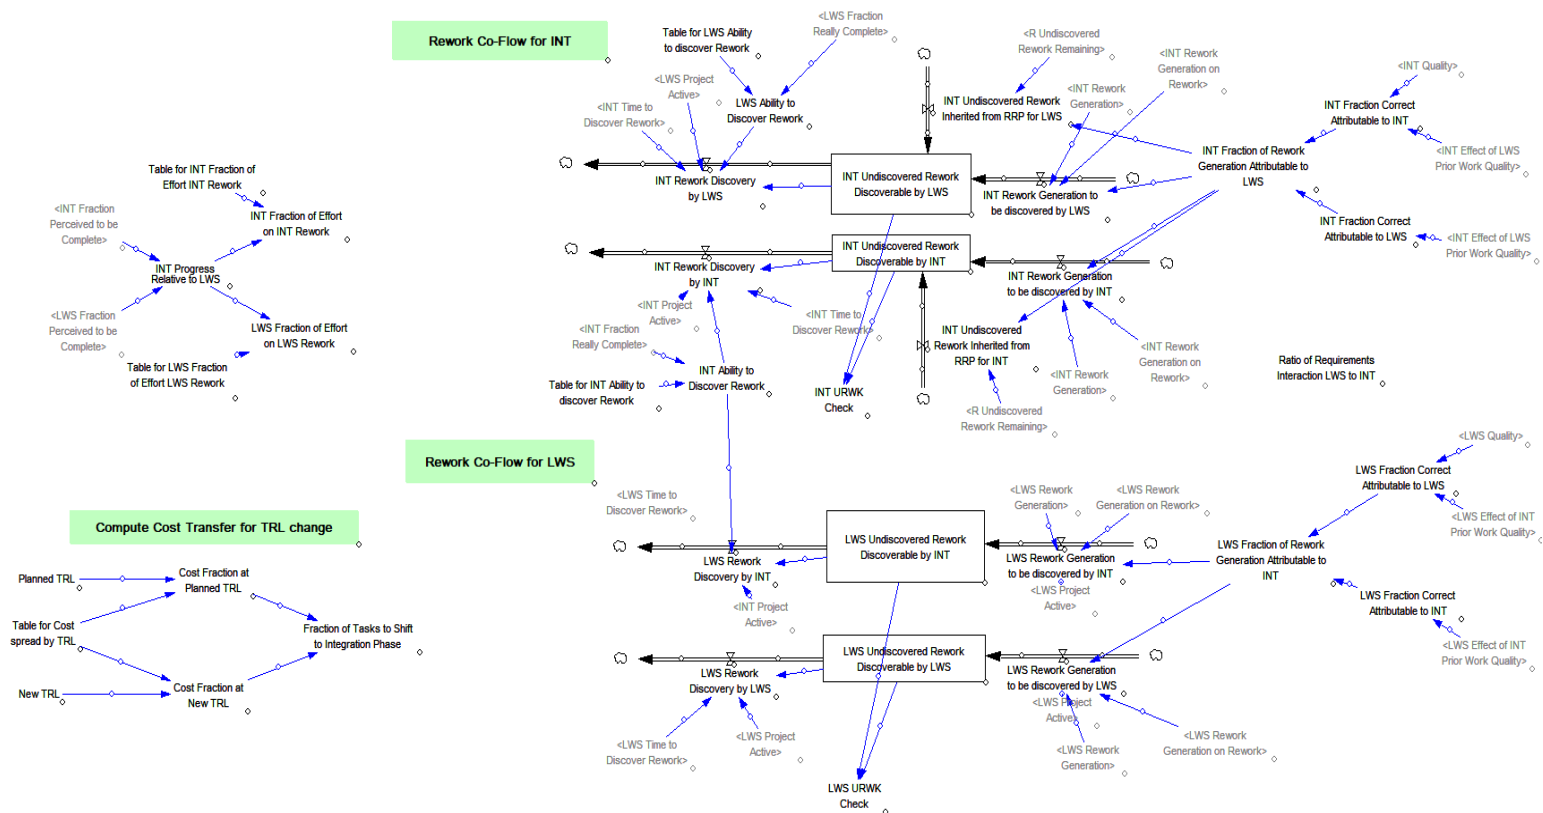 Rework Co-Flow for INT
Table for LWS Ability
to discover Rework
<LWS Fraction
Really Complete>
<R Undiscovered
Rework Remaining>
<INT Rework
Generation on
Rework>
<INT Quality>
<LWS Project
Active>
<INT Time to
Discover Rework>
LWS Ability to
Discover Rework
INT Undiscovered Rework
Inherited from RRP for LWS
<INT Rework
Generation>
INT Fraction Correct
Attributable to INT
<INT Effect of LWS
Prior Work Quality>
INT Rework Discovery
by LWS
INT Undiscovered Rework
Discoverable by LWS
INT Rework Generation to
be discovered by LWS
INT Fraction of Rework
Generation Attributable to
LWS
INT Fraction Correct
Attributable to LWS
<INT Effect of LWS
Prior Work Quality>
Table for INT Fraction of
Effort INT Rework
<INT Fraction
Perceived to be
Complete>
INT Fraction of Effort
on INT Rework
INT Progress
Relative to LWS
<LWS Fraction
Perceived to be
Complete>
LWS Fraction of Effort
on LWS Rework
Table for LWS Fraction
of Effort LWS Rework
INT Rework Discovery
by INT
INT Undiscovered Rework
Discoverable by INT
INT Rework Generation
to be discovered by INT
<INT Project
Active>
<INT Time to
Discover Rework>
<INT Fraction
Really Complete>
INT Ability to
Discover Rework
Table for INT Ability to
discover Rework
INT Undiscovered
Rework Inherited from
RRP for INT
<INT Rework
Generation on
Rework>
<INT Rework
Generation>
INT URWK
Check
<R Undiscovered
Rework Remaining>
Ratio of Requirements
Interaction LWS to INT
Rework Co-Flow for LWS
<LWS Time to
Discover Rework>
<LWS Rework
Generation>
<LWS Rework
Generation on Rework>
<LWS Quality>
LWS Fraction Correct
Attributable to LWS
<LWS Effect of INT
Prior Work Quality>
LWS Rework
Discovery by INT
LWS Undiscovered Rework
Discoverable by INT
LWS Rework Generation
to be discovered by INT
<LWS Project
Active>
LWS Fraction of Rework
Generation Attributable to
INT
LWS Fraction Correct
Attributable to INT
<LWS Effect of INT
Prior Work Quality>
<INT Project
Active>
LWS Rework
Discovery by LWS
LWS Undiscovered Rework
Discoverable by LWS
LWS Rework Generation
to be discovered by LWS
<LWS Project
Active>
<LWS Time to
Discover Rework>
<LWS Project
Active>
<LWS Rework
Generation>
<LWS Rework
Generation on Rework>
LWS URWK
Check
Compute Cost Transfer for TRL change
Planned TRL
Cost Fraction at
Planned TRL
Table for Cost
spread by TRL
Fraction of Tasks to Shift
to Integration Phase
New TRL
Cost Fraction at
New TRL